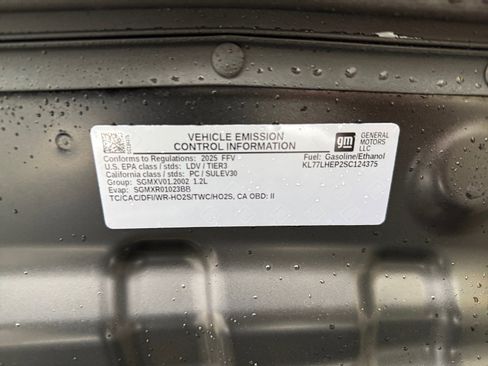 VEHICLE EMISSION
CONTROL INFORMATION
gm
GENERAL
MOTORS
LLC
Conforms to Regulations: 2025 FFV
Fuel: Gasoline/Ethanol
U.S. EPA class / stds: LDV / TIER3
KL77LHEP2SC124375
California class / stds: PC / SULEV30
Group: SGMXV01.2002 1.2L
Evap: SGMXR01023BB
TC/CAC/DFI/WR-HO2S/TWC/HO2S, CA OBD: II